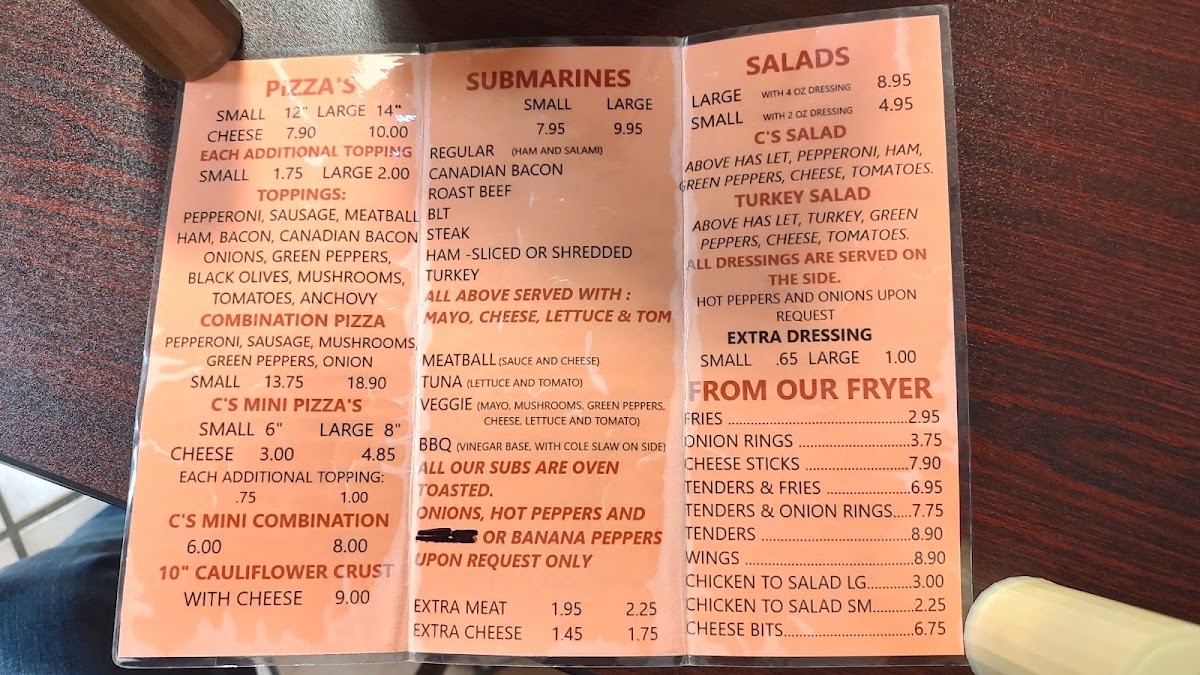 PIZZA'S
SMALL 12" LARGE 14"
CHEESE 7.90 10.00
EACH ADDITIONAL TOPPING
SMALL 1.75 LARGE 2.00
TOPPINGS:
PEPPERONI, SAUSAGE, MEATBALL
HAM, BACON, CANADIAN BACON
ONIONS, GREEN PEPPERS,
BLACK OLIVES, MUSHROOMS,
TOMATOES, ANCHOVY
COMBINATION PIZZA
PEPPERONI, SAUSAGE, MUSHROOMS,
GREEN PEPPERS, ONION
SMALL 13.75 18.90
C'S MINI PIZZA'S
SMALL 6" LARGE 8"
CHEESE 3.00 4.85
EACH ADDITIONAL TOPPING:
.75 1.00
C'S MINI COMBINATION
6.00 8.00
10" CAULIFLOWER CRUST
WITH CHEESE 9.00
SUBMARINES
SMALL LARGE
7.95 9.95
REGULAR (HAM AND SALAMI)
CANADIAN BACON
ROAST BEEF
BLT
STEAK
HAM -SLICED OR SHREDDED
TURKEY
ALL ABOVE SERVED WITH :
MAYO, CHEESE, LETTUCE & TOM
MEATBALL (SAUCE AND CHEESE)
TUNA (LETTUCE AND TOMATO)
VEGGIE (MAYO, MUSHROOMS, GREEN PEPPERS,
CHEESE, LETTUCE AND TOMATO)
BBQ (VINEGAR BASE, WITH COLE SLAW ON SIDE)
ALL OUR SUBS ARE OVEN
TOASTED.
ONIONS, HOT PEPPERS AND
OR BANANA PEPPERS
UPON REQUEST ONLY
EXTRA MEAT 1.95 2.25
EXTRA CHEESE 1.45 1.75
SALADS
LARGE WITH 4 OZ DRESSING 8.95
SMALL WITH 2 OZ DRESSING 4.95
C'S SALAD
ABOVE HAS LET, PEPPERONI, HAM,
GREEN PEPPERS, CHEESE, TOMATOES.
TURKEY SALAD
ABOVE HAS LET, TURKEY, GREEN
PEPPERS, CHEESE, TOMATOES.
ALL DRESSINGS ARE SERVED ON
THE SIDE.
HOT PEPPERS AND ONIONS UPON
REQUEST
EXTRA DRESSING
SMALL .65 LARGE 1.00
FROM OUR FRYER
FRIES ........................................2.95
ONION RINGS .........................3.75
CHEESE STICKS .......................7.90
TENDERS & FRIES ...................6.95
TENDERS & ONION RINGS.....7.75
TENDERS .................................8.90
WINGS .....................................8.90
CHICKEN TO SALAD LG..........3.00
CHICKEN TO SALAD SM.........2.25
CHEESE BITS.............................6.75